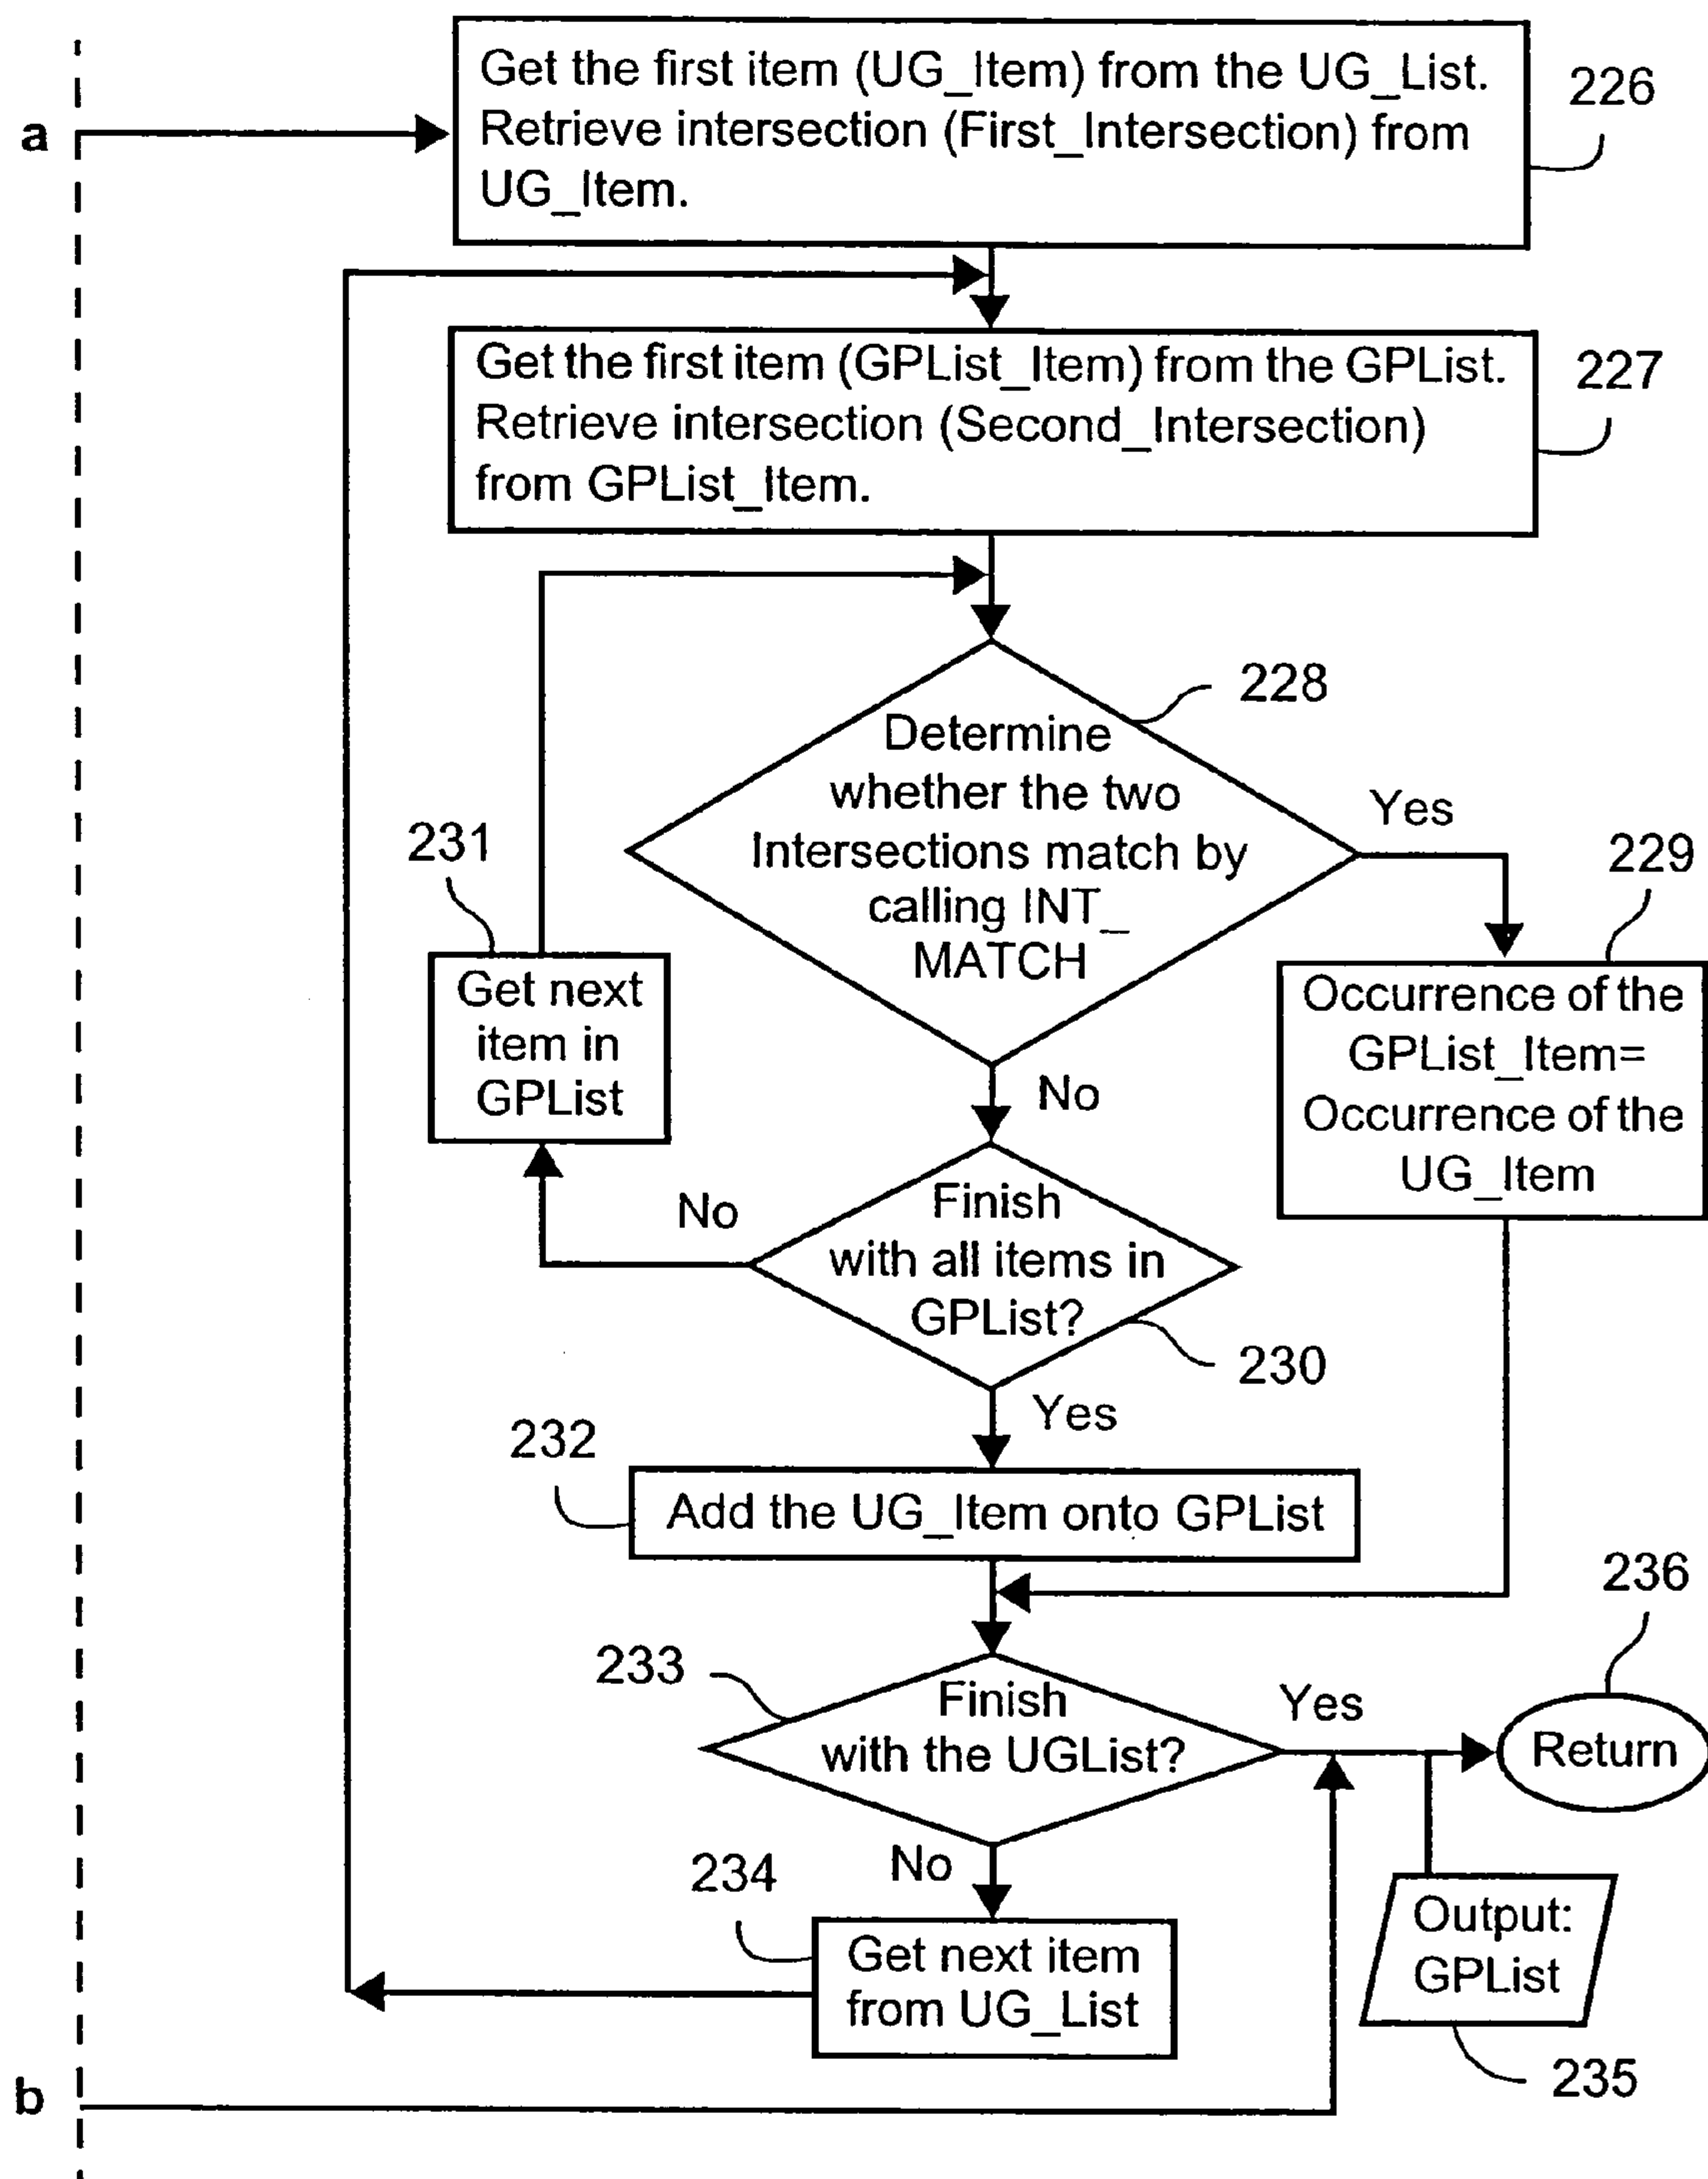 Get the first item (UG_Item) from the UG_List.
Retrieve intersection (First_Intersection) from
UG_Item.
226
a
Get the first item (GPList_Item) from the GPList.
Retrieve intersection (Second_Intersection)
from GPList_Item.
227
228
Determine
whether the two
Intersections match by
calling INT_
MATCH
Yes
231
229
Get next
item in
GPList
Occurrence of the
GPList_Item=
Occurrence of the
UG_Item
No
No
Finish
with all items in
GPList?
230
Yes
232
Add the UG_Item onto GPList
236
233
Finish
with the UGList?
Yes
Return
No
234
Get next item
from UG_List
Output:
GPList
235
b